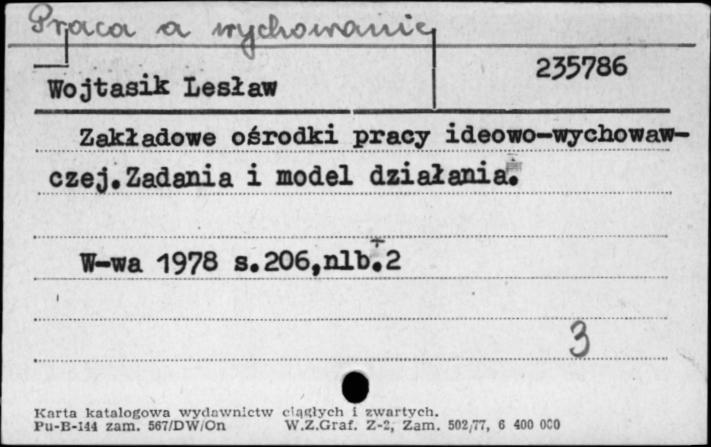 Praca a wychowanie
235786
Wojtasik Lesław
Zakładowe ośrodki pracy ideowo-wychowaw-
czej.Zadania i model działania.
W-wa 1978 s.206,nlb.2
3
Karta katalogowa wydawnictw ciągłych i zwartych.
Pu-B-144 zam. 567/DW/On W.Z.Graf. Z-2, Zam. 502/77, 6 400 000